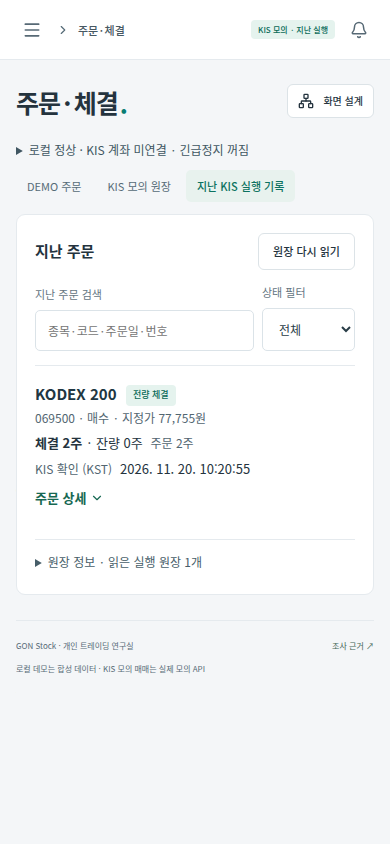 주문·체결
KIS 모의 · 지난 실행
주문·체결.
화면 설계
▶ 로컬 정상 · KIS 계좌 미연결 · 긴급정지 꺼짐
DEMO 주문
KIS 모의 원장
지난 KIS 실행 기록
지난 주문
원장 다시 읽기
지난 주문 검색
상태 필터
종목·코드·주문일·번호
전체
KODEX 200 전량 체결
069500 · 매수 · 지정가 77,755원
체결 2주 · 잔량 0주 주문 2주
KIS 확인 (KST) 2026. 11. 20. 10:20:55
주문 상세
▶ 원장 정보 · 읽은 실행 원장 1개
GON Stock · 개인 트레이딩 연구실
조사 근거 ↗
로컬 데모는 합성 데이터 · KIS 모의 매매는 실제 모의 API